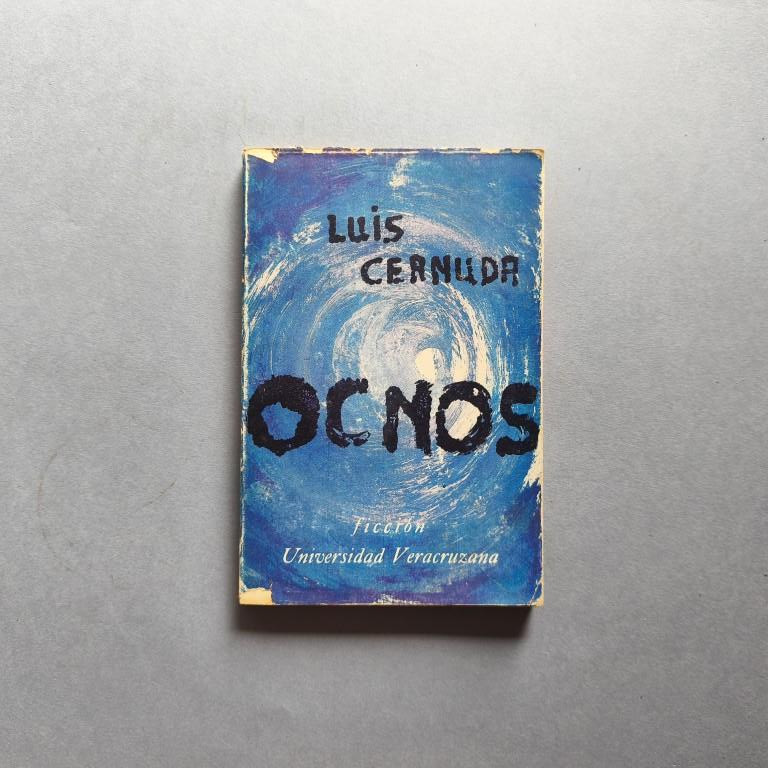 Luis
CERNUDA
OCNOS
ficción
Universidad Veracruzana